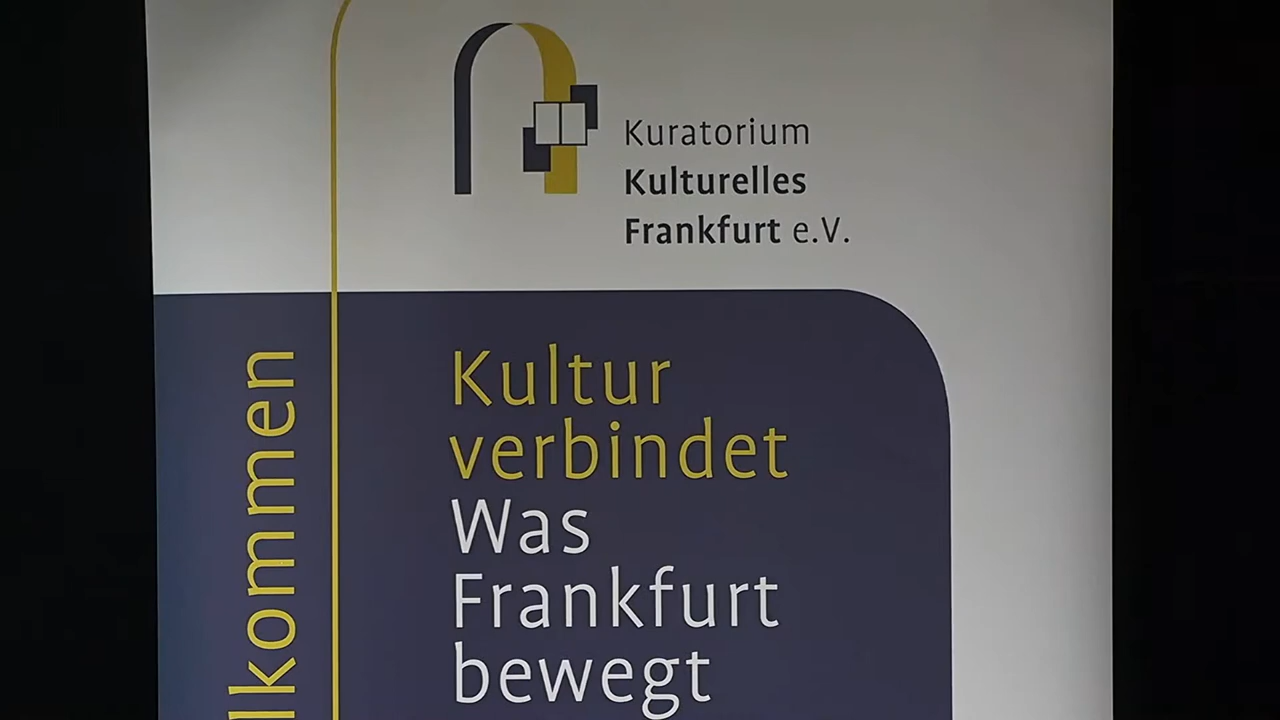 Kuratorium
Kulturelles
Frankfurt e.V.
Kultur
verbindet
Was
Frankfurt
bewegt
lkommen